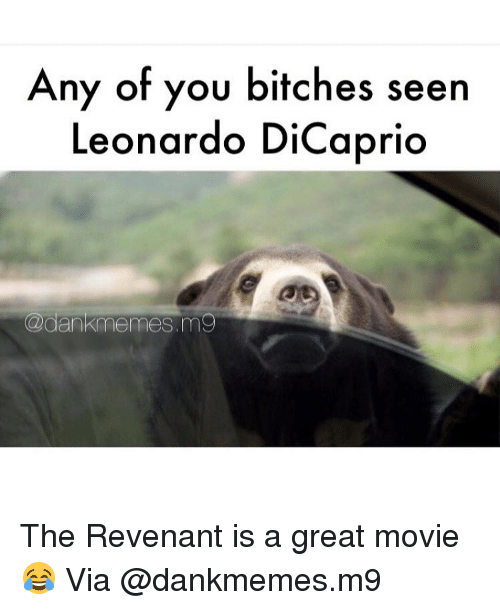 Any of you bitches seen
Leonardo DiCaprio
@dankmemes.m9
The Revenant is a great movie
😂 Via @dankmemes.m9